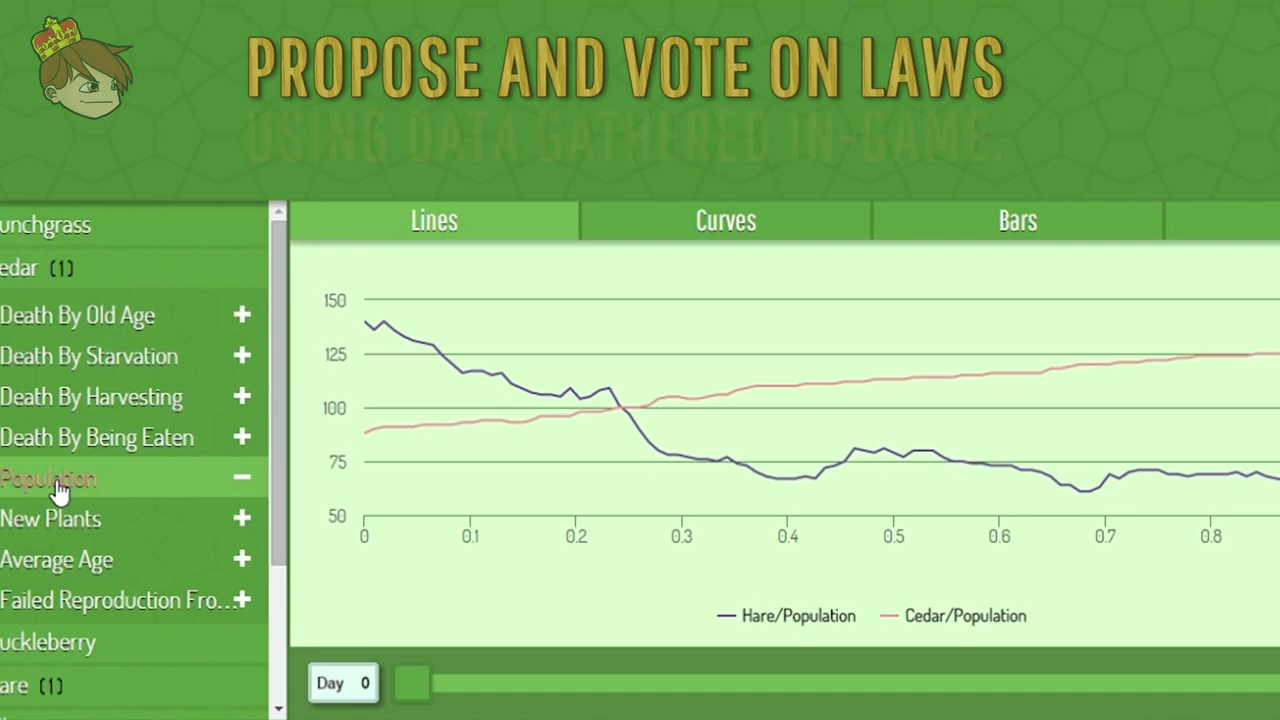 PROPOSE AND VOTE ON LAWS
USING DATA GATHERED IN-GAME.
unchgrass
edar (1)
Death By Old Age
Death By Starvation
Death By Harvesting
Death By Being Eaten
Population
New Plants
Average Age
Failed Reproduction Fro...
uckleberry
are (1)
Lines
Curves
Bars
150
125
100
75
50
0 0.1 0.2 0.3 0.4 0.5 0.6 0.7 0.8
Hare/Population Cedar/Population
Day 0